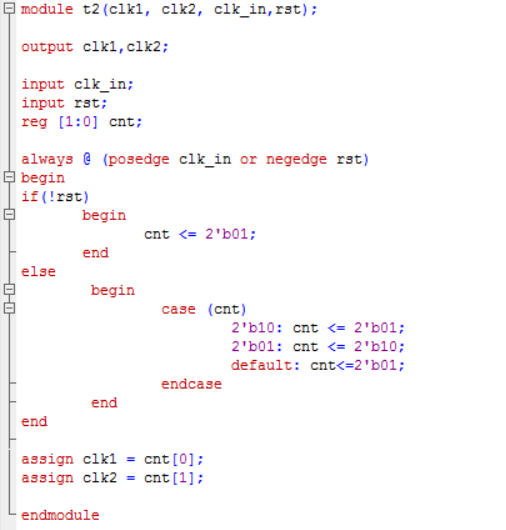 module t2(clk1, clk2, clk_in,rst);
output clk1,clk2;
input clk_in;
input rst;
reg [1:0] cnt;
always @ (posedge clk_in or negedge rst)
begin
if(!rst)
begin
cnt <= 2'b01;
end
else
begin
case (cnt)
2'b10: cnt <= 2'b01;
2'b01: cnt <= 2'b10;
default: cnt<=2'b01;
endcase
end
end
assign clk1 = cnt[0];
assign clk2 = cnt[1];
endmodule